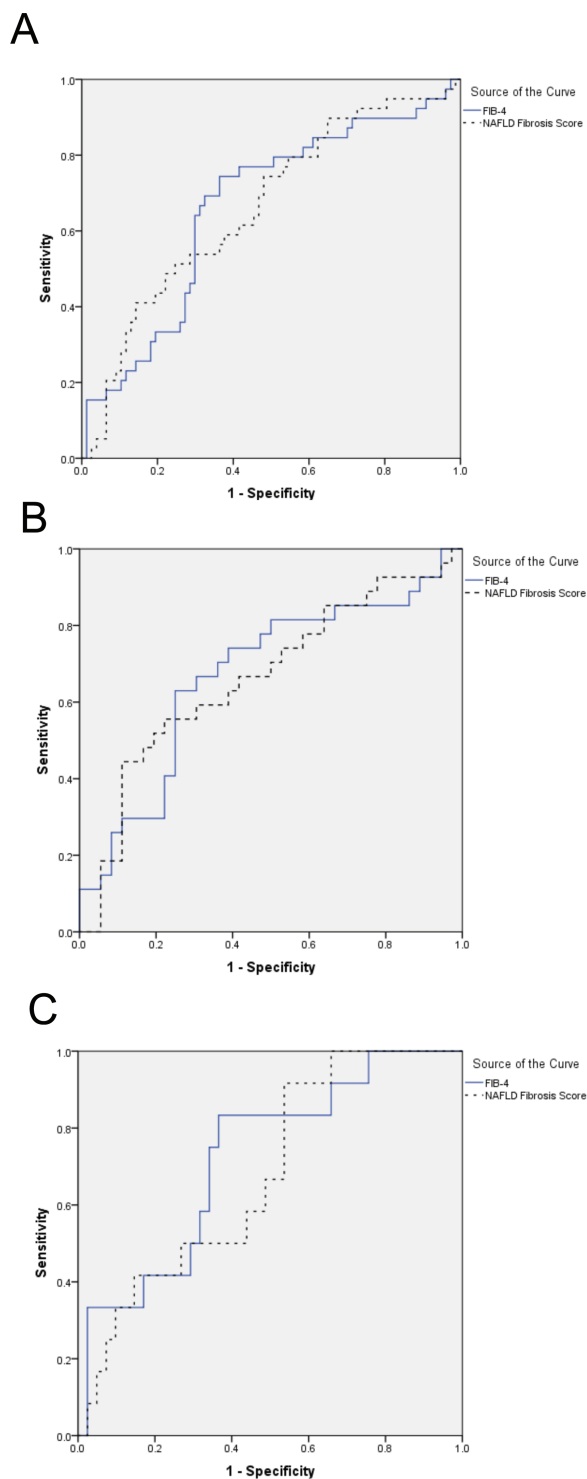 A
Source of the Curve
FIB-4
NAFLD Fibrosis Score
1.0
0.8
0.6
0.4
0.2
0.0
Sensitivity
0.0 0.2 0.4 0.6 0.8 1.0
1 - Specificity
B
Source of the Curve
FIB-4
NAFLD Fibrosis Score
1.0
0.8
0.6
0.4
0.2
0.0
Sensitivity
0.0 0.2 0.4 0.6 0.8 1.0
1 - Specificity
C
Source of the Curve
FIB-4
NAFLD Fibrosis Score
1.0
0.8
0.6
0.4
0.2
0.0
Sensitivity
0.0 0.2 0.4 0.6 0.8 1.0
1 - Specificity